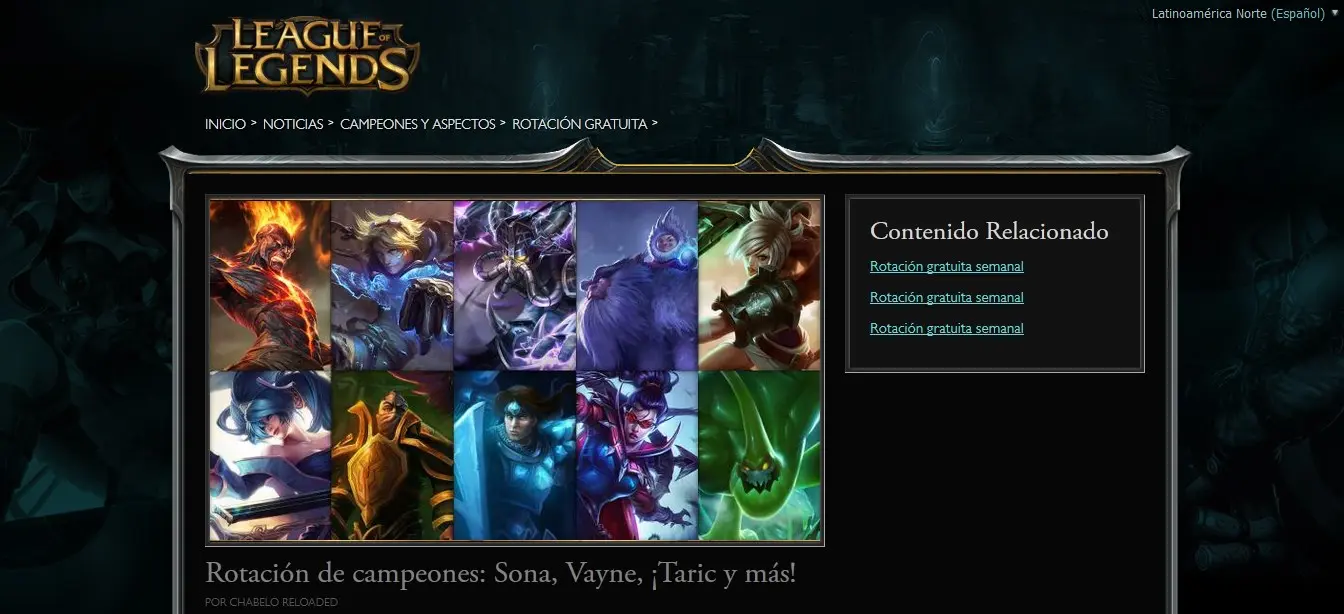 Latinoamérica Norte (Español) ▼
LEAGUE OF
LEGENDS
INICIO > NOTICIAS > CAMPEONES Y ASPECTOS > ROTACIÓN GRATUITA >
Contenido Relacionado
Rotación gratuita semanal
Rotación gratuita semanal
Rotación gratuita semanal
Rotación de campeones: Sona, Vayne, ¡Taric y más!
POR CHABELO RELOADED